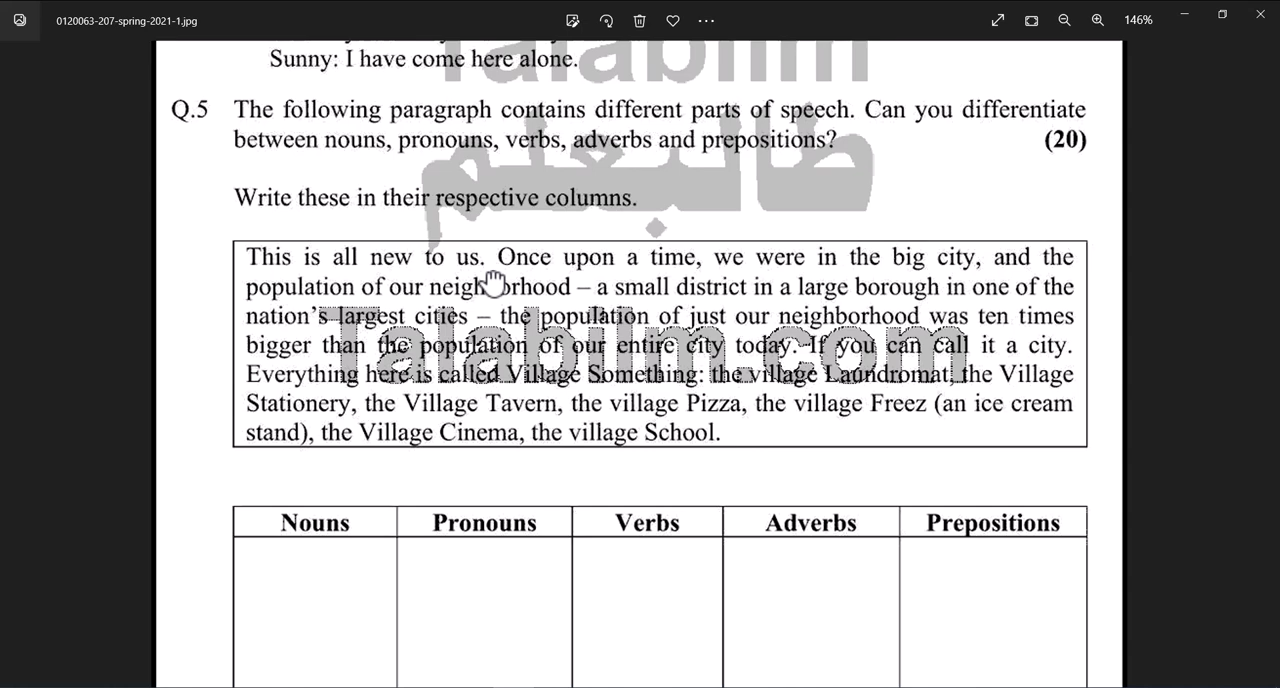 0120063-207-spring-2021-1.jpg
146%
Talabilm
Sunny: I have come here alone.
Q.5 The following paragraph contains different parts of speech. Can you differentiate
between nouns, pronouns, verbs, adverbs and prepositions? (20)
طالبعلم
Write these in their respective columns.
This is all new to us. Once upon a time, we were in the big city, and the
population of our neighborhood – a small district in a large borough in one of the
nation's largest cities – the population of just our neighborhood was ten times
Talabilm.com
bigger than the population of our entire city today. If you can call it a city.
Everything here is called Village Something: the village Laundromat, the Village
Stationery, the Village Tavern, the village Pizza, the village Freez (an ice cream
stand), the Village Cinema, the village School.
Nouns Pronouns Verbs Adverbs Prepositions